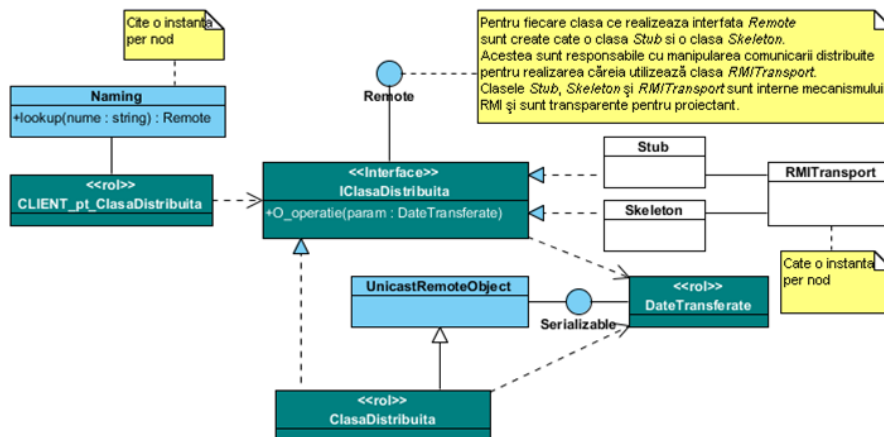 Cite o instanta
per nod
Pentru fiecare clasa ce realizeaza interfata Remote
sunt create cate o clasa Stub si o clasa Skeleton.
Acestea sunt responsabile cu manipularea comunicarii distribuite
pentru realizarea căreia utilizează clasa RMITransport.
Clasele Stub, Skeleton şi RMITransport sunt interne mecanismului
RMI şi sunt transparente pentru proiectant.
Remote
Naming
+lookup(nume : string) : Remote
<<rol>>
CLIENT_pt_ClasaDistribuita
<<Interface>>
IClasaDistribuita
+O_operatie(param : DateTransferate)
Stub
Skeleton
RMITransport
Cate o instanta
per nod
UnicastRemoteObject
Serializable
<<rol>>
DateTransferate
<<rol>>
ClasaDistribuita